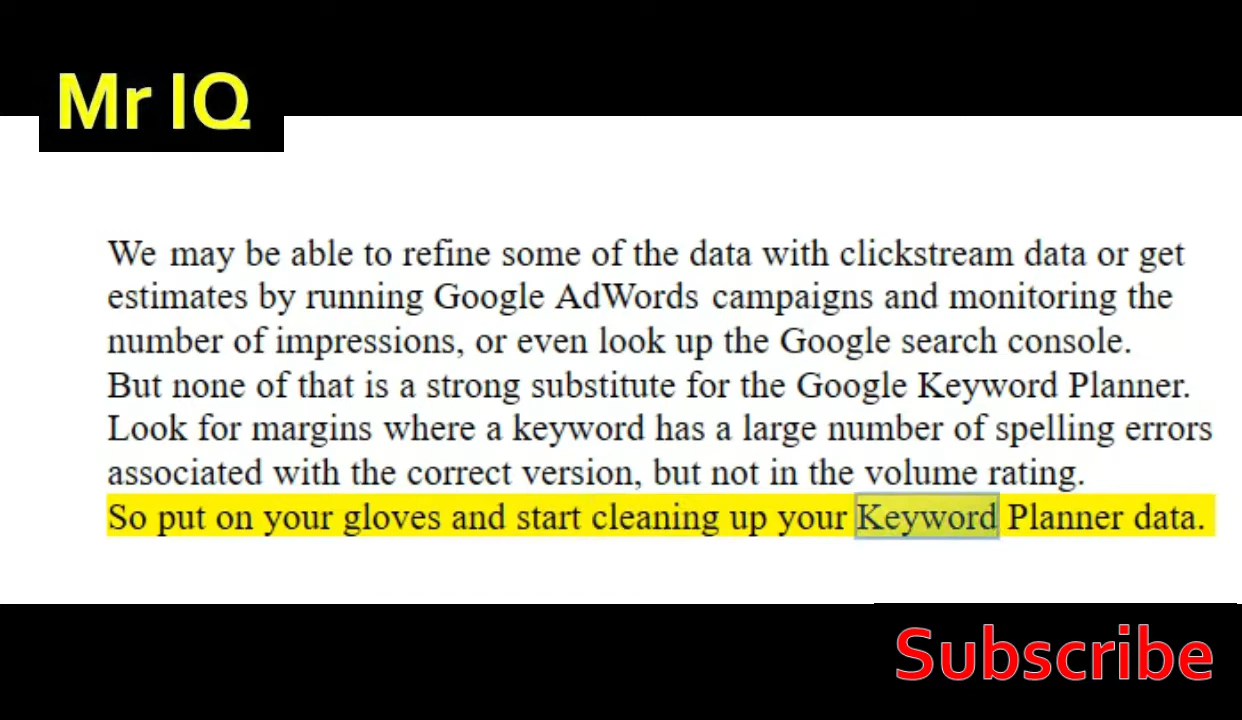 Mr IQ
We may be able to refine some of the data with clickstream data or get
estimates by running Google AdWords campaigns and monitoring the
number of impressions, or even look up the Google search console.
But none of that is a strong substitute for the Google Keyword Planner.
Look for margins where a keyword has a large number of spelling errors
associated with the correct version, but not in the volume rating.
So put on your gloves and start cleaning up your Keyword Planner data.
Subscribe